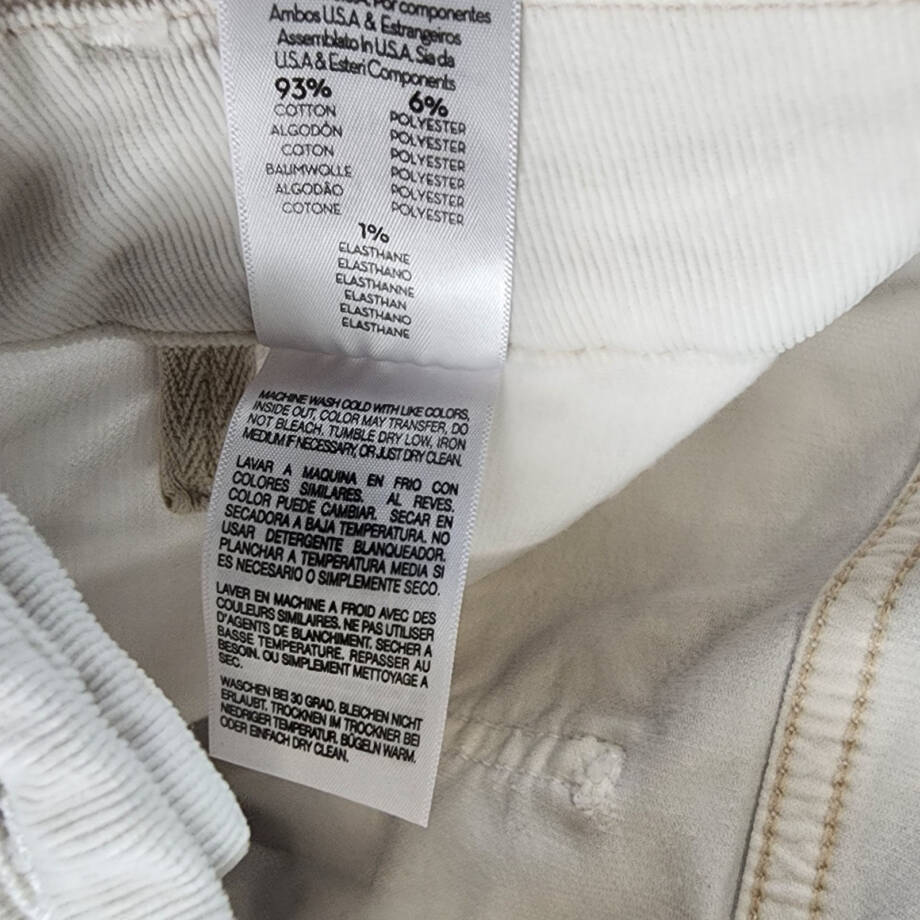 Por componentes
Ambos U.S.A & Estrangeiros
Assemblato In U.S.A. Sia da
U.S.A & Esteri Components
93%
COTTON
ALGODÓN
COTON
BAUMWOLLE
ALGODÃO
COTONE
6%
POLYESTER
POLYESTER
POLYESTER
POLYESTER
POLYESTER
POLYESTER
1%
ELASTHANE
ELASTHANO
ELASTHANNE
ELASTHAN
ELASTHANO
ELASTHANE
MACHINE WASH COLD WITH LIKE COLORS,
INSIDE OUT, COLOR MAY TRANSFER, DO
NOT BLEACH, TUMBLE DRY LOW, IRON
MEDIUM IF NECESSARY, OR JUST DRY CLEAN.
LAVAR A MAQUINA EN FRIO CON
COLORES SIMILARES. AL REVES,
COLOR PUEDE CAMBIAR. SECAR EN
SECADORA A BAJA TEMPERATURA. NO
USAR DETERGENTE BLANQUEADOR.
PLANCHAR A TEMPERATURA MEDIA SI
ES NECESARIO O SIMPLEMENTE SECO.
LAVER EN MACHINE A FROID AVEC DES
COULEURS SIMILAIRES. NE PAS UTILISER
D'AGENTS DE BLANCHIMENT, SECHER A
BASSE TEMPERATURE, REPASSER AU
BESOIN, OU SIMPLEMENT METTOYAGE A
SEC.
WASCHEN BEI 30 GRAD, BLEICHEN NICHT
ERLAUBT. TROCKNEN IM TROCKNER BEI
NIEDRIGER TEMPERATUR. BÜGELN WARM.
ODER EINFACH DRY CLEAN.